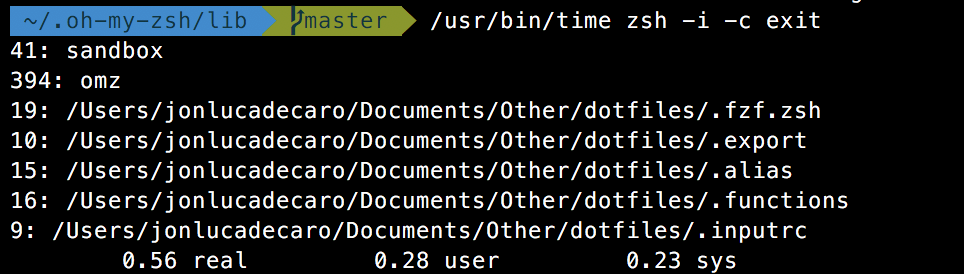 ~/.oh-my-zsh/lib master /usr/bin/time zsh -i -c exit
41: sandbox
394: omz
19: /Users/jonlucadecaro/Documents/Other/dotfiles/.fzf.zsh
10: /Users/jonlucadecaro/Documents/Other/dotfiles/.export
15: /Users/jonlucadecaro/Documents/Other/dotfiles/.alias
16: /Users/jonlucadecaro/Documents/Other/dotfiles/.functions
9: /Users/jonlucadecaro/Documents/Other/dotfiles/.inputrc
0.56 real 0.28 user 0.23 sys